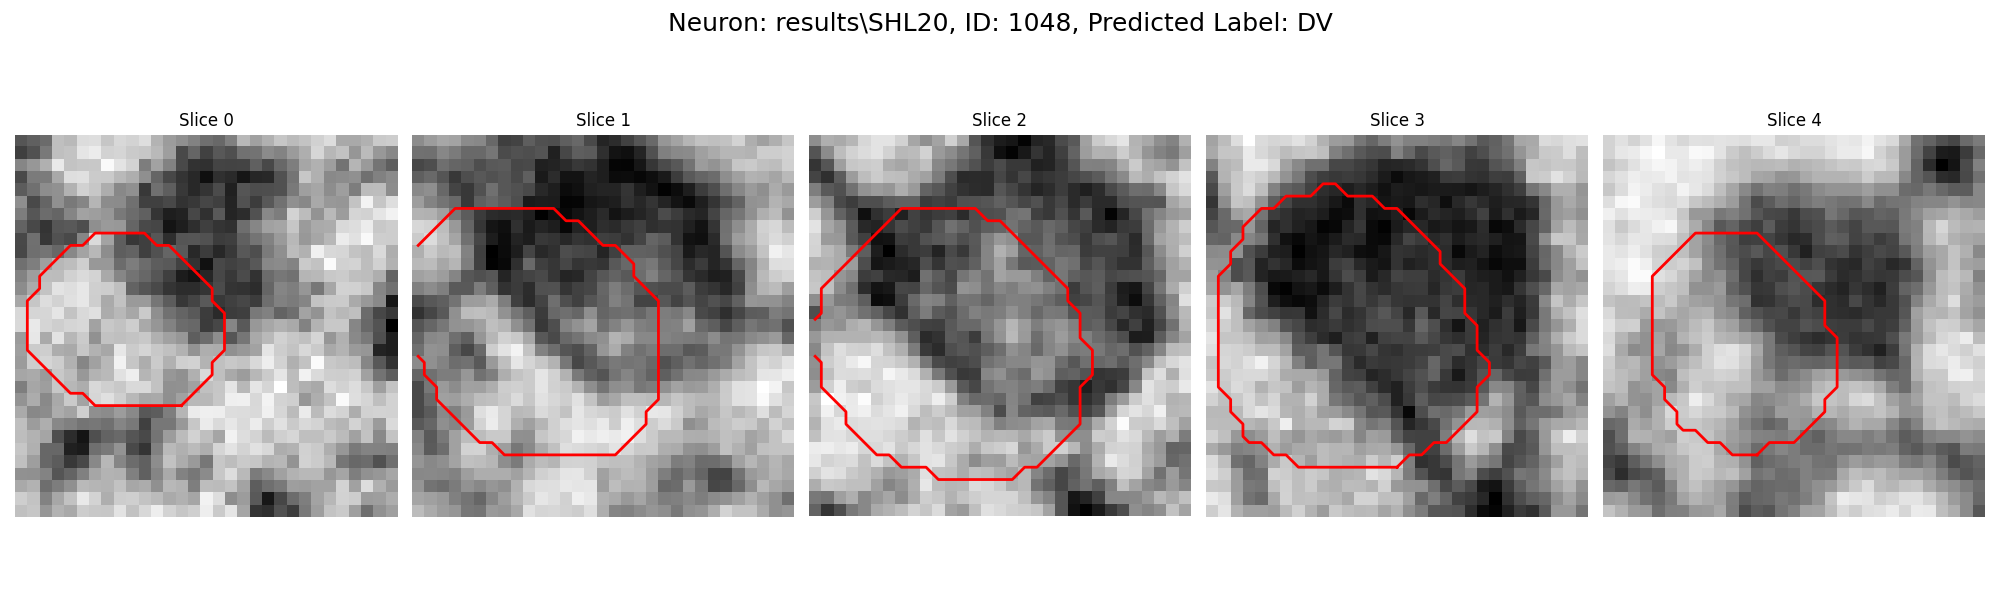 Neuron: results\SHL20, ID: 1048, Predicted Label: DV
Slice 0
Slice 1
Slice 2
Slice 3
Slice 4